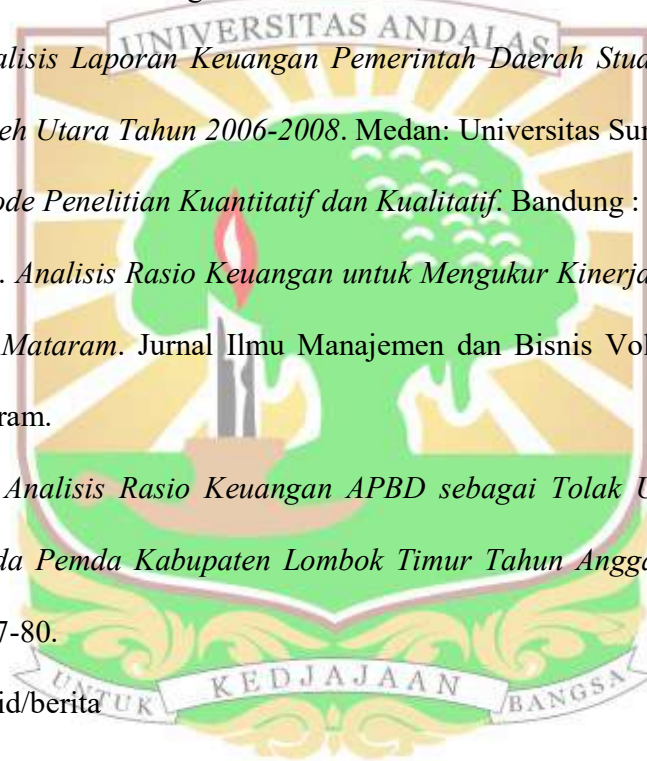 UNIVERSITAS ANDALAS
alisis Laporan Keuangan Pemerintah Daerah Stud
eh Utara Tahun 2006-2008. Medan: Universitas Sur
ode Penelitian Kuantitatif dan Kualitatif. Bandung :
. Analisis Rasio Keuangan untuk Mengukur Kinerja
Mataram. Jurnal Ilmu Manajemen dan Bisnis Vol
ram.
Analisis Rasio Keuangan APBD sebagai Tolak U
da Pemda Kabupaten Lombok Timur Tahun Angga
7-80.
UNTUK KEDJAJAAN BANGSA
id/berita